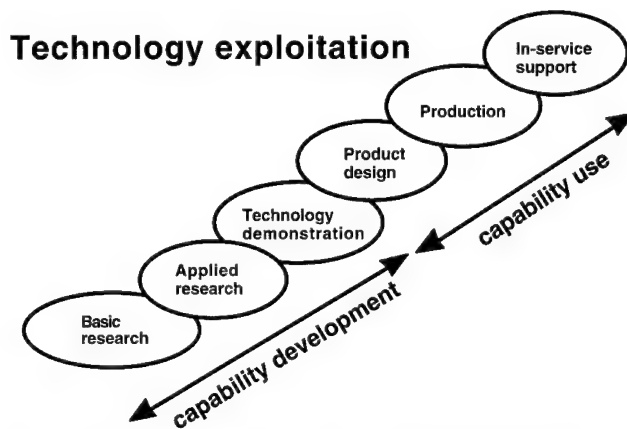 Technology exploitation
In-service
support
Production
Product
design
Technology
demonstration
Applied
research
Basic
research
capability use
capability development